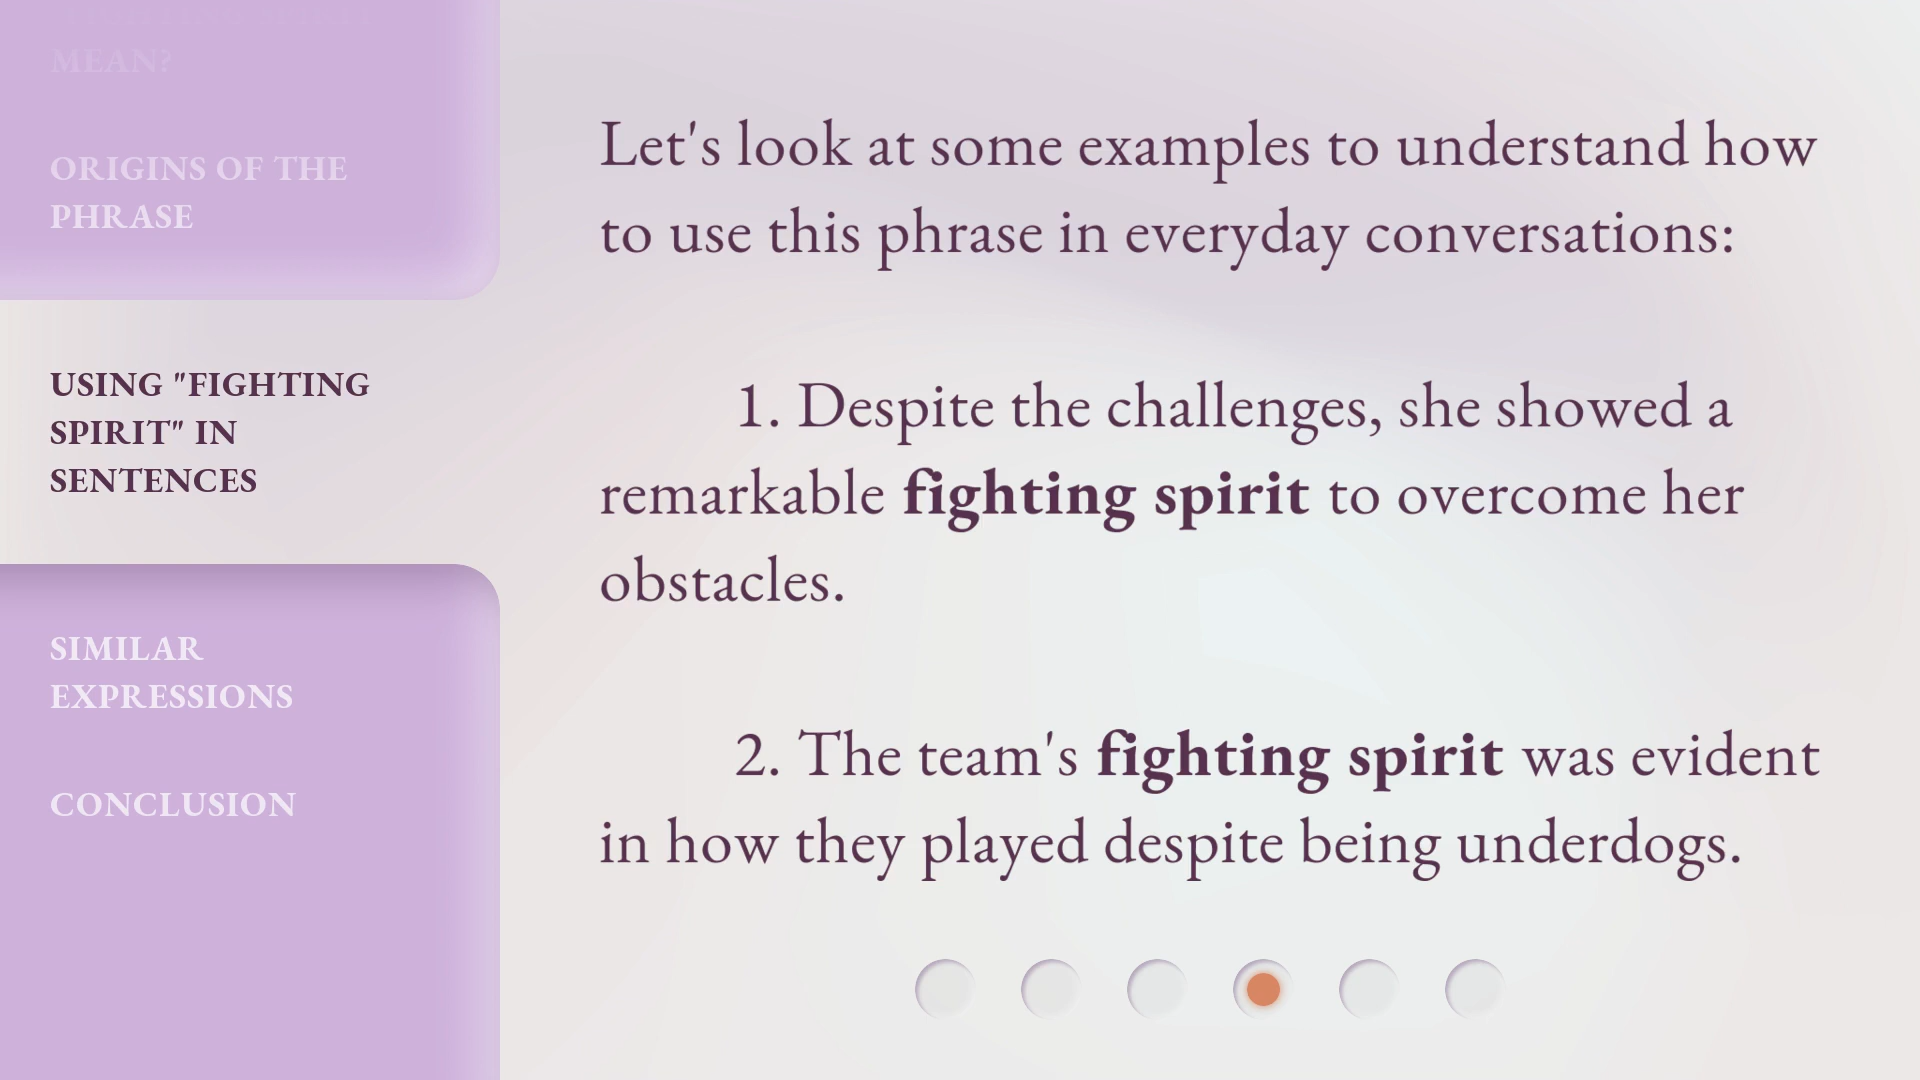 MEAN?
ORIGINS OF THE
PHRASE
USING "FIGHTING
SPIRIT" IN
SENTENCES
SIMILAR
EXPRESSIONS
CONCLUSION
Let's look at some examples to understand how
to use this phrase in everyday conversations:
1. Despite the challenges, she showed a
remarkable fighting spirit to overcome her
obstacles.
2. The team's fighting spirit was evident
in how they played despite being underdogs.